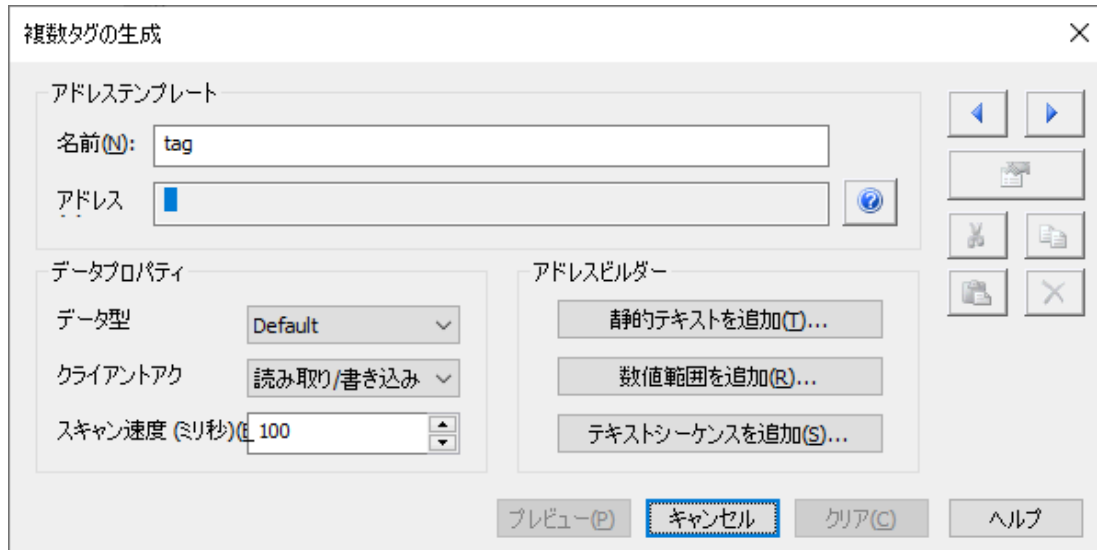 複数タグの生成
アドレステンプレート
名前(N):
tag
アドレス
データプロパティ
データ型
Default
クライアントアク
読み取り/書き込み
スキャン速度 (ミリ秒)(
100
アドレスビルダー
静的テキストを追加(T)...
数値範囲を追加(R)...
テキストシーケンスを追加(S)...
プレビュー(P)
キャンセル
クリア(C)
ヘルプ